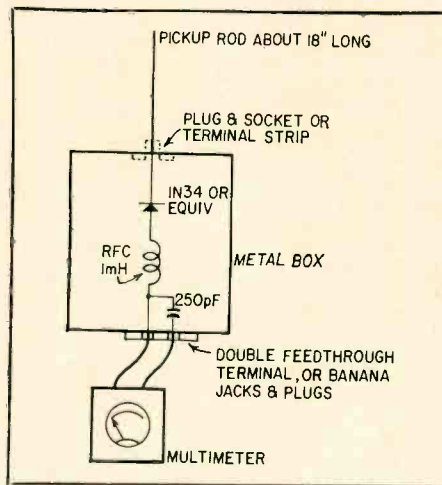 PICKUP ROD ABOUT 18" LONG
PLUG & SOCKET OR
TERMINAL STRIP
IN34 OR
EQUIV
RFC
1mH
METAL BOX
250pF
DOUBLE FEEDTHROUGH
TERMINAL, OR BANANA
JACKS & PLUGS
MULTIMETER